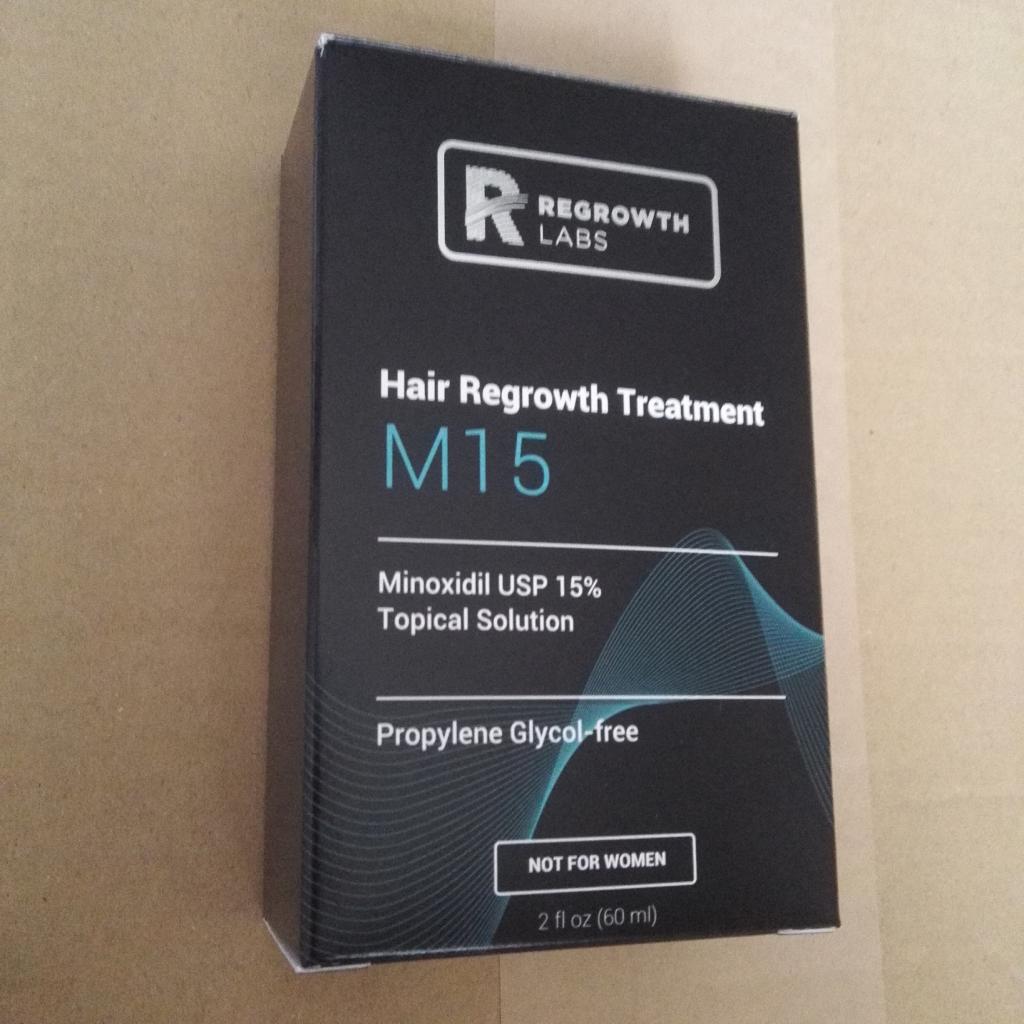 R
REGROWTH
LABS
Hair Regrowth Treatment
M15
Minoxidil USP 15%
Topical Solution
Propylene Glycol-free
NOT FOR WOMEN
2 fl oz (60 ml)